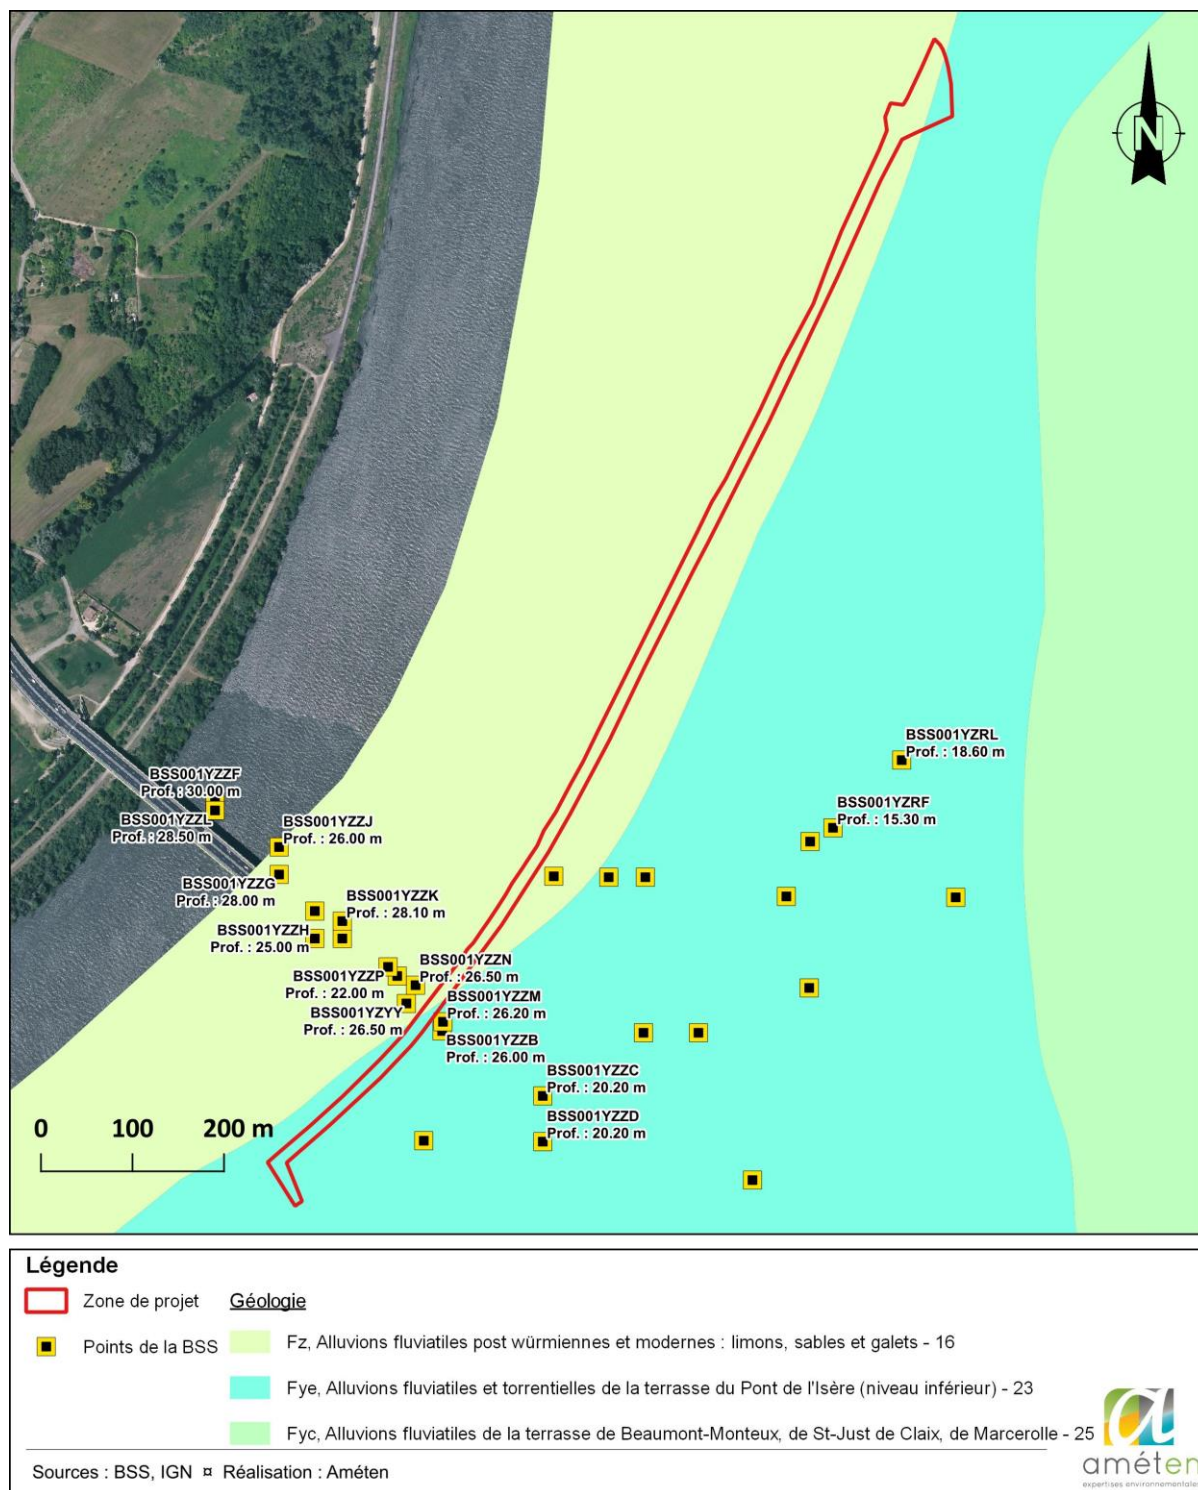 N
BSS001YZRL
Prof. : 18.60 m
BSS001YZZF
Prof. : 30.00 m
BSS001YZZL
Prof. : 28.50 m
BSS001YZZJ
Prof. : 26.00 m
BSS001YZRF
Prof. : 15.30 m
BSS001YZZG
Prof. : 28.00 m
BSS001YZZK
Prof. : 28.10 m
BSS001YZZH
Prof. : 25.00 m
BSS001YZZN
Prof. : 26.50 m
BSS001YZZP
Prof. : 22.00 m
BSS001YZZM
Prof. : 26.20 m
BSS001YZYY
Prof. : 26.50 m
BSS001YZZB
Prof. : 26.00 m
BSS001YZZC
Prof. : 20.20 m
BSS001YZZD
Prof. : 20.20 m
0 100 200 m
Légende
Zone de projet Géologie
Points de la BSS Fz, Alluvions fluviatiles post würmiennes et modernes : limons, sables et galets - 16
Fye, Alluvions fluviatiles et torrentielles de la terrasse du Pont de l'Isère (niveau inférieur) - 23
Fyc, Alluvions fluviatiles de la terrasse de Beaumont-Monteux, de St-Just de Claix, de Marcerolle - 25
Sources : BSS, IGN ¤ Réalisation : Améten
a
améten
expertises environnementales